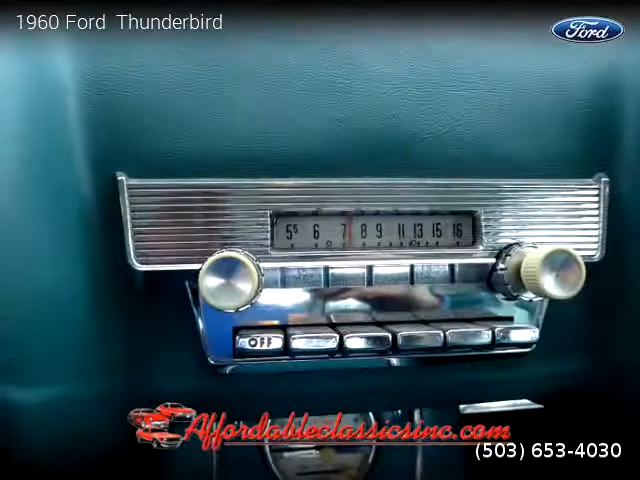 1960 Ford Thunderbird
Ford
5⁵ 6 7 8 9 11 13 15 16
OFF
Affordableclassicsinc.com
(503) 653-4030